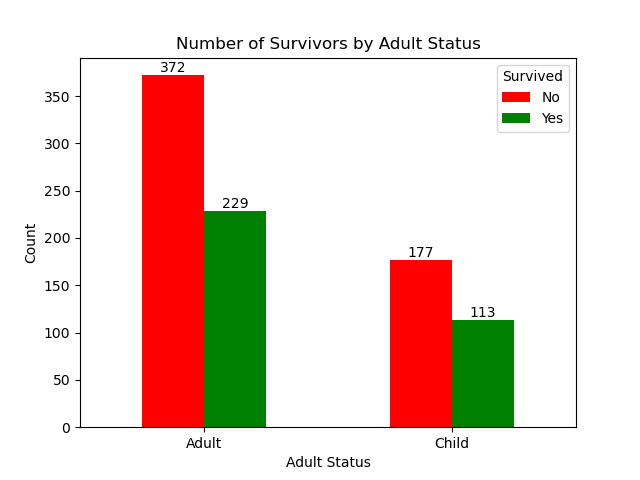 Number of Survivors by Adult Status
372
229
177
113
Survived
No
Yes
Count
350
300
250
200
150
100
50
0
Adult
Child
Adult Status